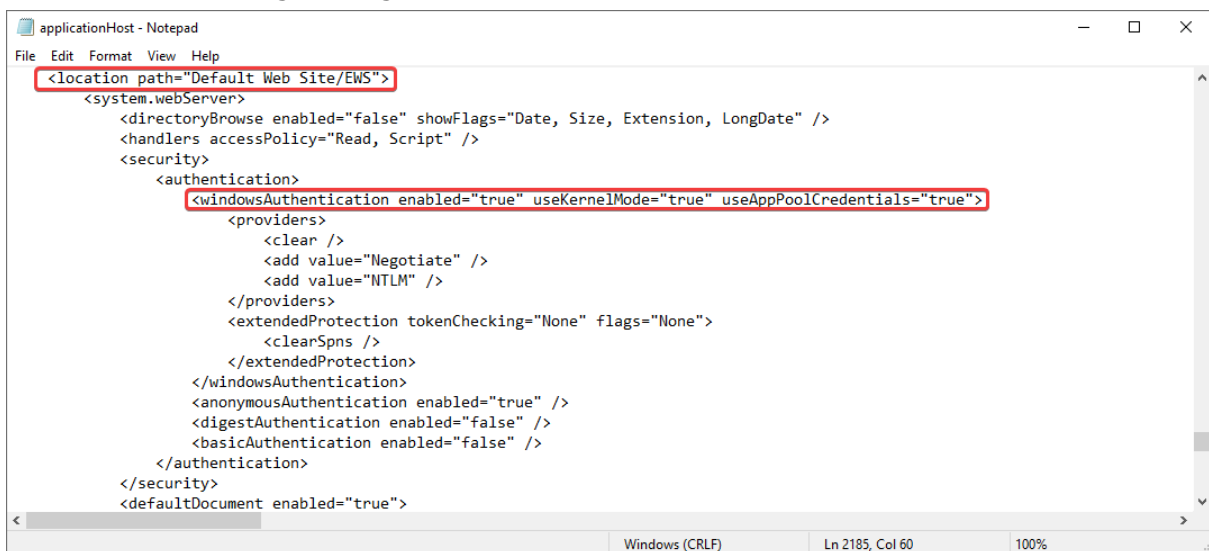 applicationHost - Notepad
File Edit Format View Help
<location path="Default Web Site/EWS">
<system.webServer>
<directoryBrowse enabled="false" showFlags="Date, Size, Extension, LongDate" />
<handlers accessPolicy="Read, Script" />
<security>
<authentication>
<windowsAuthentication enabled="true" useKernelMode="true" useAppPoolCredentials="true">
<providers>
<clear />
<add value="Negotiate" />
<add value="NTLM" />
</providers>
<extendedProtection tokenChecking="None" flags="None">
<clearSpns />
</extendedProtection>
</windowsAuthentication>
<anonymousAuthentication enabled="true" />
<digestAuthentication enabled="false" />
<basicAuthentication enabled="false" />
</authentication>
</security>
<defaultDocument enabled="true">
Windows (CRLF) Ln 2185, Col 60 100%